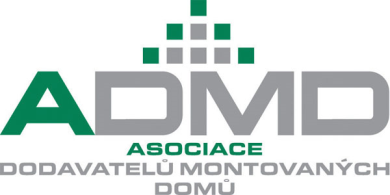 ADMD
ASOCIACE
DODAVATELŮ MONTOVANÝCH
DOMŮ